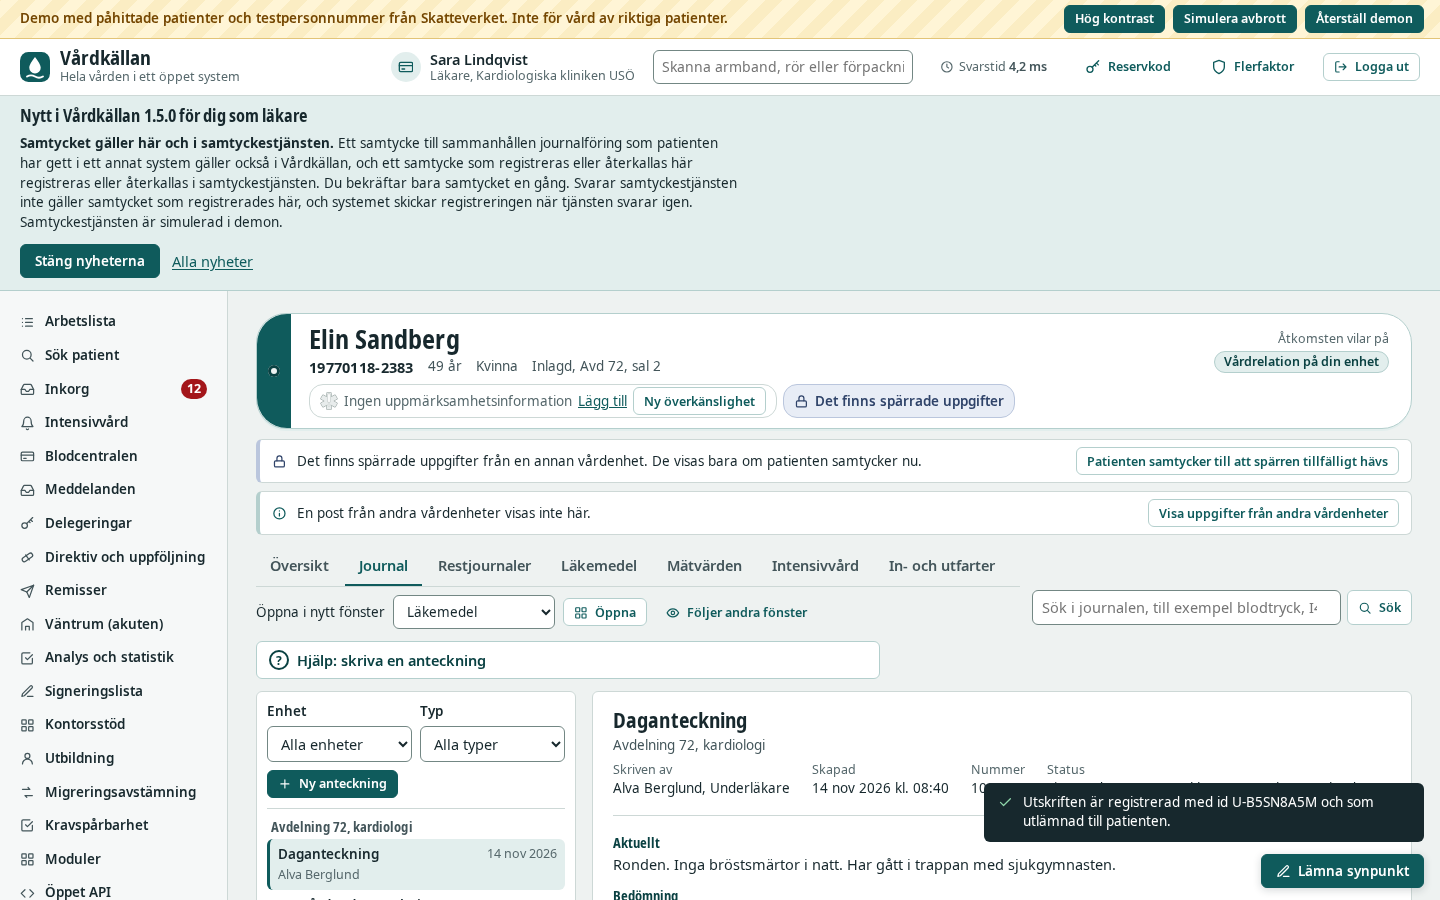 Demo med påhittade patienter och testpersonnummer från Skatteverket. Inte för vård av riktiga patienter.
Hög kontrast
Simulera avbrott
Återställ demon
Vårdkällan
Hela vården i ett öppet system
Sara Lindqvist
Läkare, Kardiologiska kliniken USÖ
Skanna armband, rör eller förpackni
Svarstid 4,2 ms
Reservkod
Flerfaktor
Logga ut
Nytt i Vårdkällan 1.5.0 för dig som läkare
Samtycket gäller här och i samtyckestjänsten. Ett samtycke till sammanhållen journalföring som patienten
har gett i ett annat system gäller också i Vårdkällan, och ett samtycke som registreras eller återkallas här
registreras eller återkallas i samtyckestjänsten. Du bekräftar bara samtycket en gång. Svarar samtyckestjänsten
inte gäller samtycket som registrerades här, och systemet skickar registreringen när tjänsten svarar igen.
Samtyckestjänsten är simulerad i demon.
Stäng nyheterna
Alla nyheter
Arbetslista
Sök patient
Inkorg
12
Intensivvård
Blodcentralen
Meddelanden
Delegeringar
Direktiv och uppföljning
Remisser
Väntrum (akuten)
Analys och statistik
Signeringslista
Kontorsstöd
Utbildning
Migreringsavstämning
Kravspårbarhet
Moduler
Öppet API
Elin Sandberg
19770118-2383
49 år
Kvinna
Inlagd, Avd 72, sal 2
Åtkomsten vilar på
Vårdrelation på din enhet
Ingen uppmärksamhetsinformation
Lägg till
Ny överkänslighet
Det finns spärrade uppgifter
Det finns spärrade uppgifter från en annan vårdenhet. De visas bara om patienten samtycker nu.
Patienten samtycker till att spärren tillfälligt hävs
En post från andra vårdenheter visas inte här.
Visa uppgifter från andra vårdenheter
Översikt
Journal
Restjournaler
Läkemedel
Mätvärden
Intensivvård
In- och utfarter
Öppna i nytt fönster
Läkemedel
Öppna
Följer andra fönster
Sök i journalen, till exempel blodtryck, I
Sök
Hjälp: skriva en anteckning
Enhet
Typ
Alla enheter
Alla typer
Ny anteckning
Avdelning 72, kardiologi
Daganteckning
14 nov 2026
Alva Berglund
Daganteckning
Avdelning 72, kardiologi
Skriven av
Skapad
Nummer
Status
Alva Berglund, Underläkare
14 nov 2026 kl. 08:40
10
Utskriften är registrerad med id U-B5SN8A5M och som
utlämnad till patienten.
Aktuellt
Ronden. Inga bröstsmärtor i natt. Har gått i trappan med sjukgymnasten.
Bedömning
Lämna synpunkt